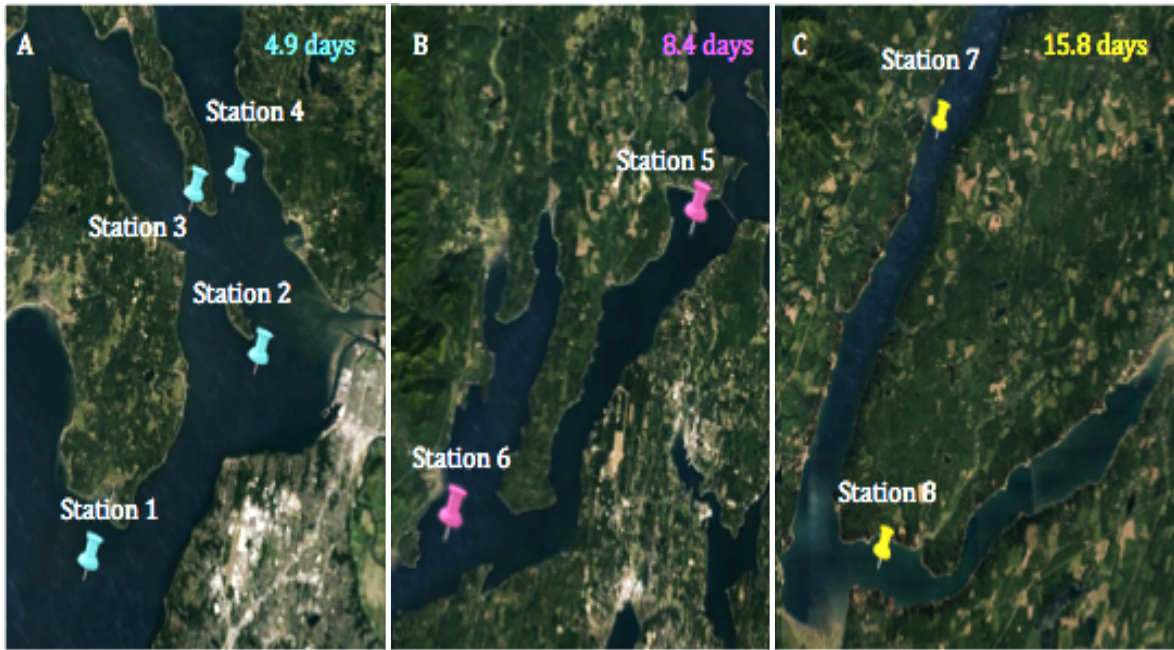 A 4.9 days
Station 4
Station 3
Station 2
Station 1
B 8.4 days
Station 5
Station 6
C 15.8 days
Station 7
Station 8